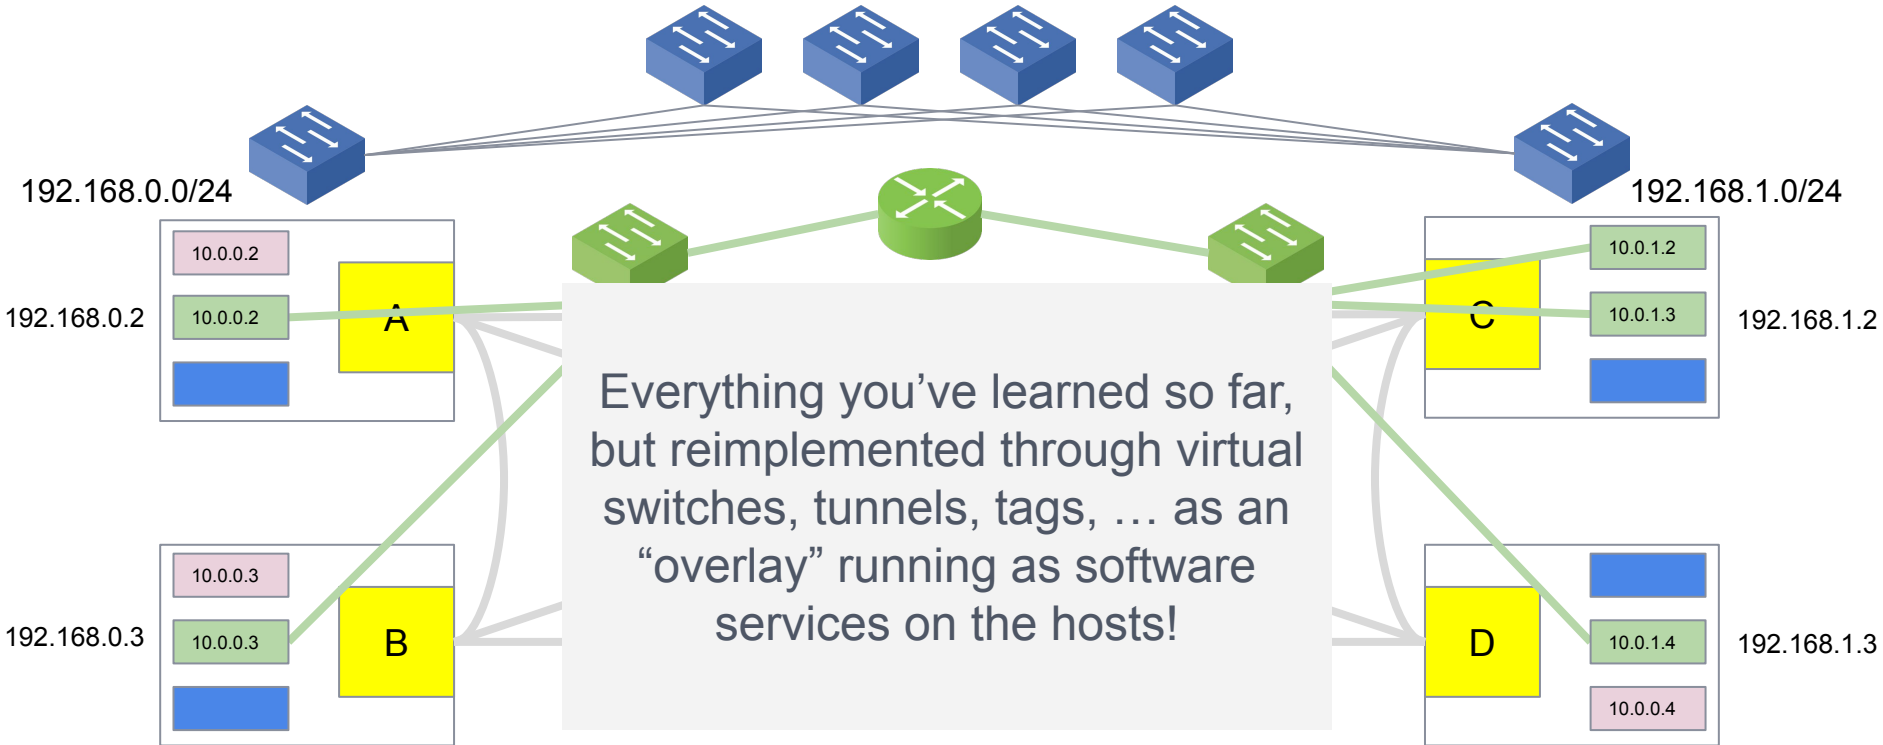 192.168.0.0/24
192.168.1.0/24
10.0.0.2
10.0.0.2
192.168.0.2
A
10.0.1.2
10.0.1.3
C
192.168.1.2
Everything you’ve learned so far,
but reimplemented through virtual
switches, tunnels, tags, … as an
“overlay” running as software
services on the hosts!
10.0.0.3
10.0.0.3
192.168.0.3
B
D
10.0.1.4
192.168.1.3
10.0.0.4